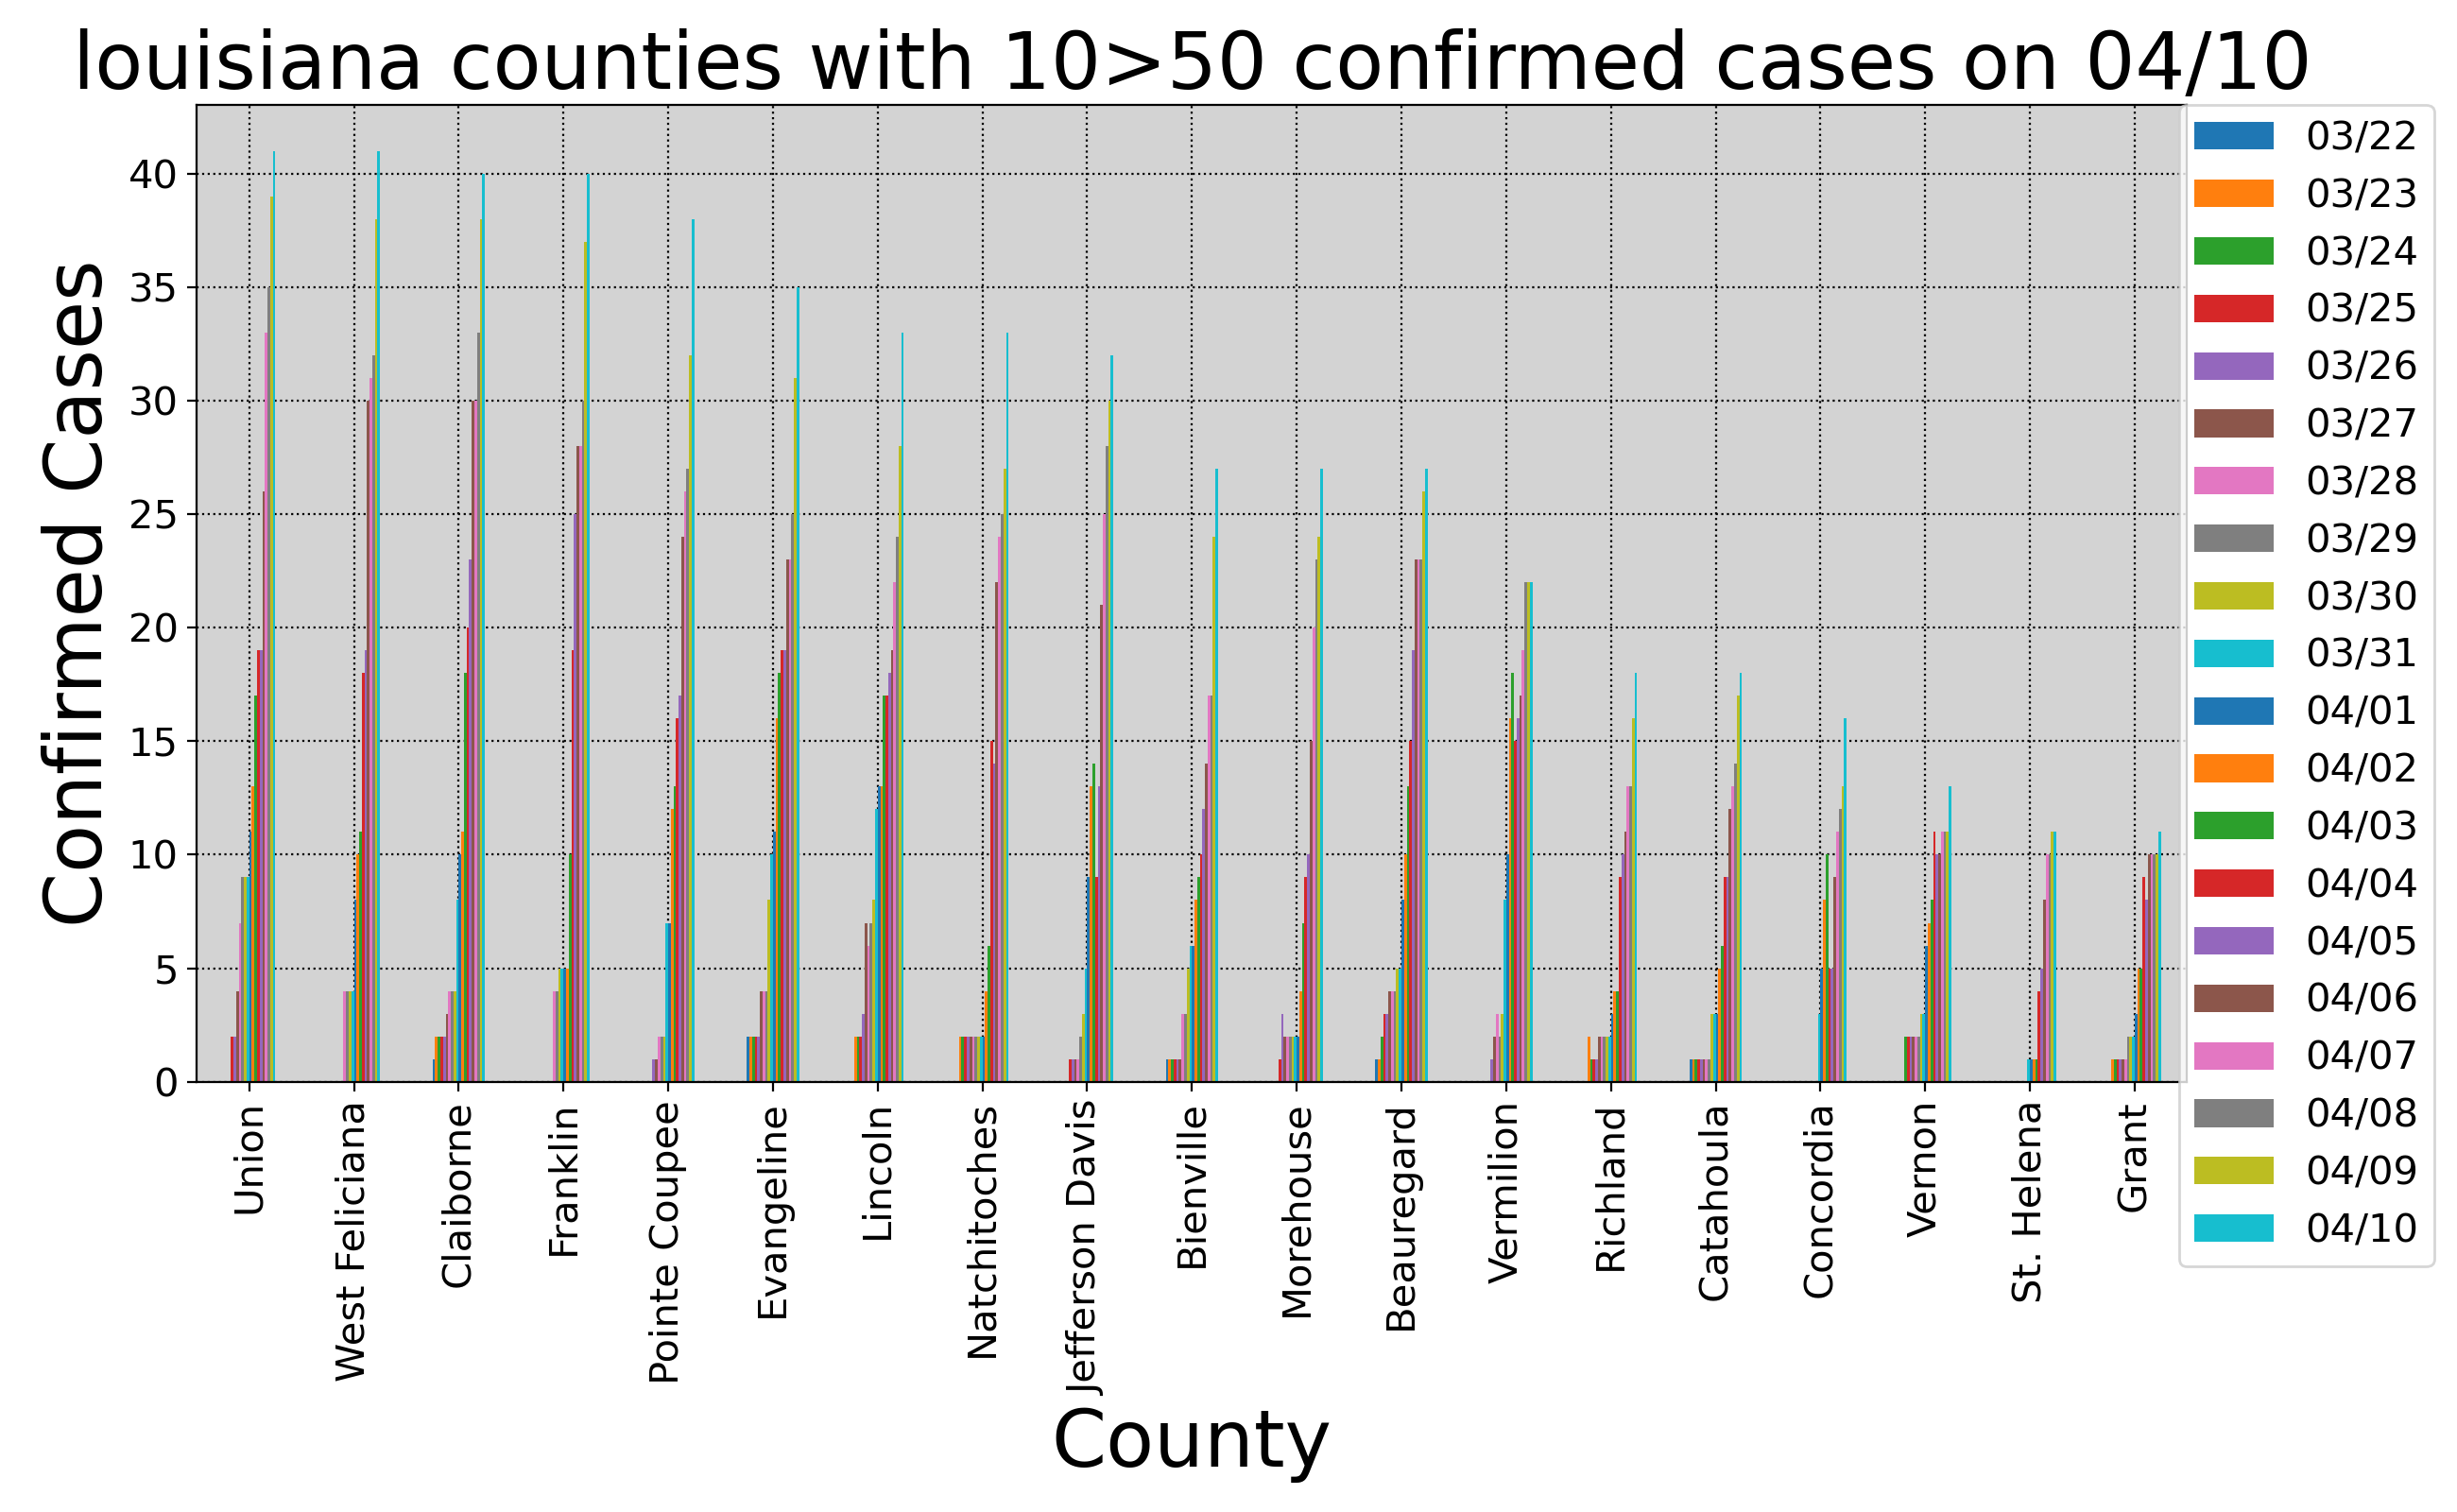 louisiana counties with 10>50 confirmed cases on 04/10
Confirmed Cases
40
35
30
25
20
15
10
5
0
Union
West Feliciana
Claiborne
Franklin
Pointe Coupee
Evangeline
Lincoln
Natchitoches
Jefferson Davis
Bienville
Morehouse
Beauregard
Vermilion
Richland
Catahoula
Concordia
Vernon
St. Helena
Grant
County
03/22
03/23
03/24
03/25
03/26
03/27
03/28
03/29
03/30
03/31
04/01
04/02
04/03
04/04
04/05
04/06
04/07
04/08
04/09
04/10